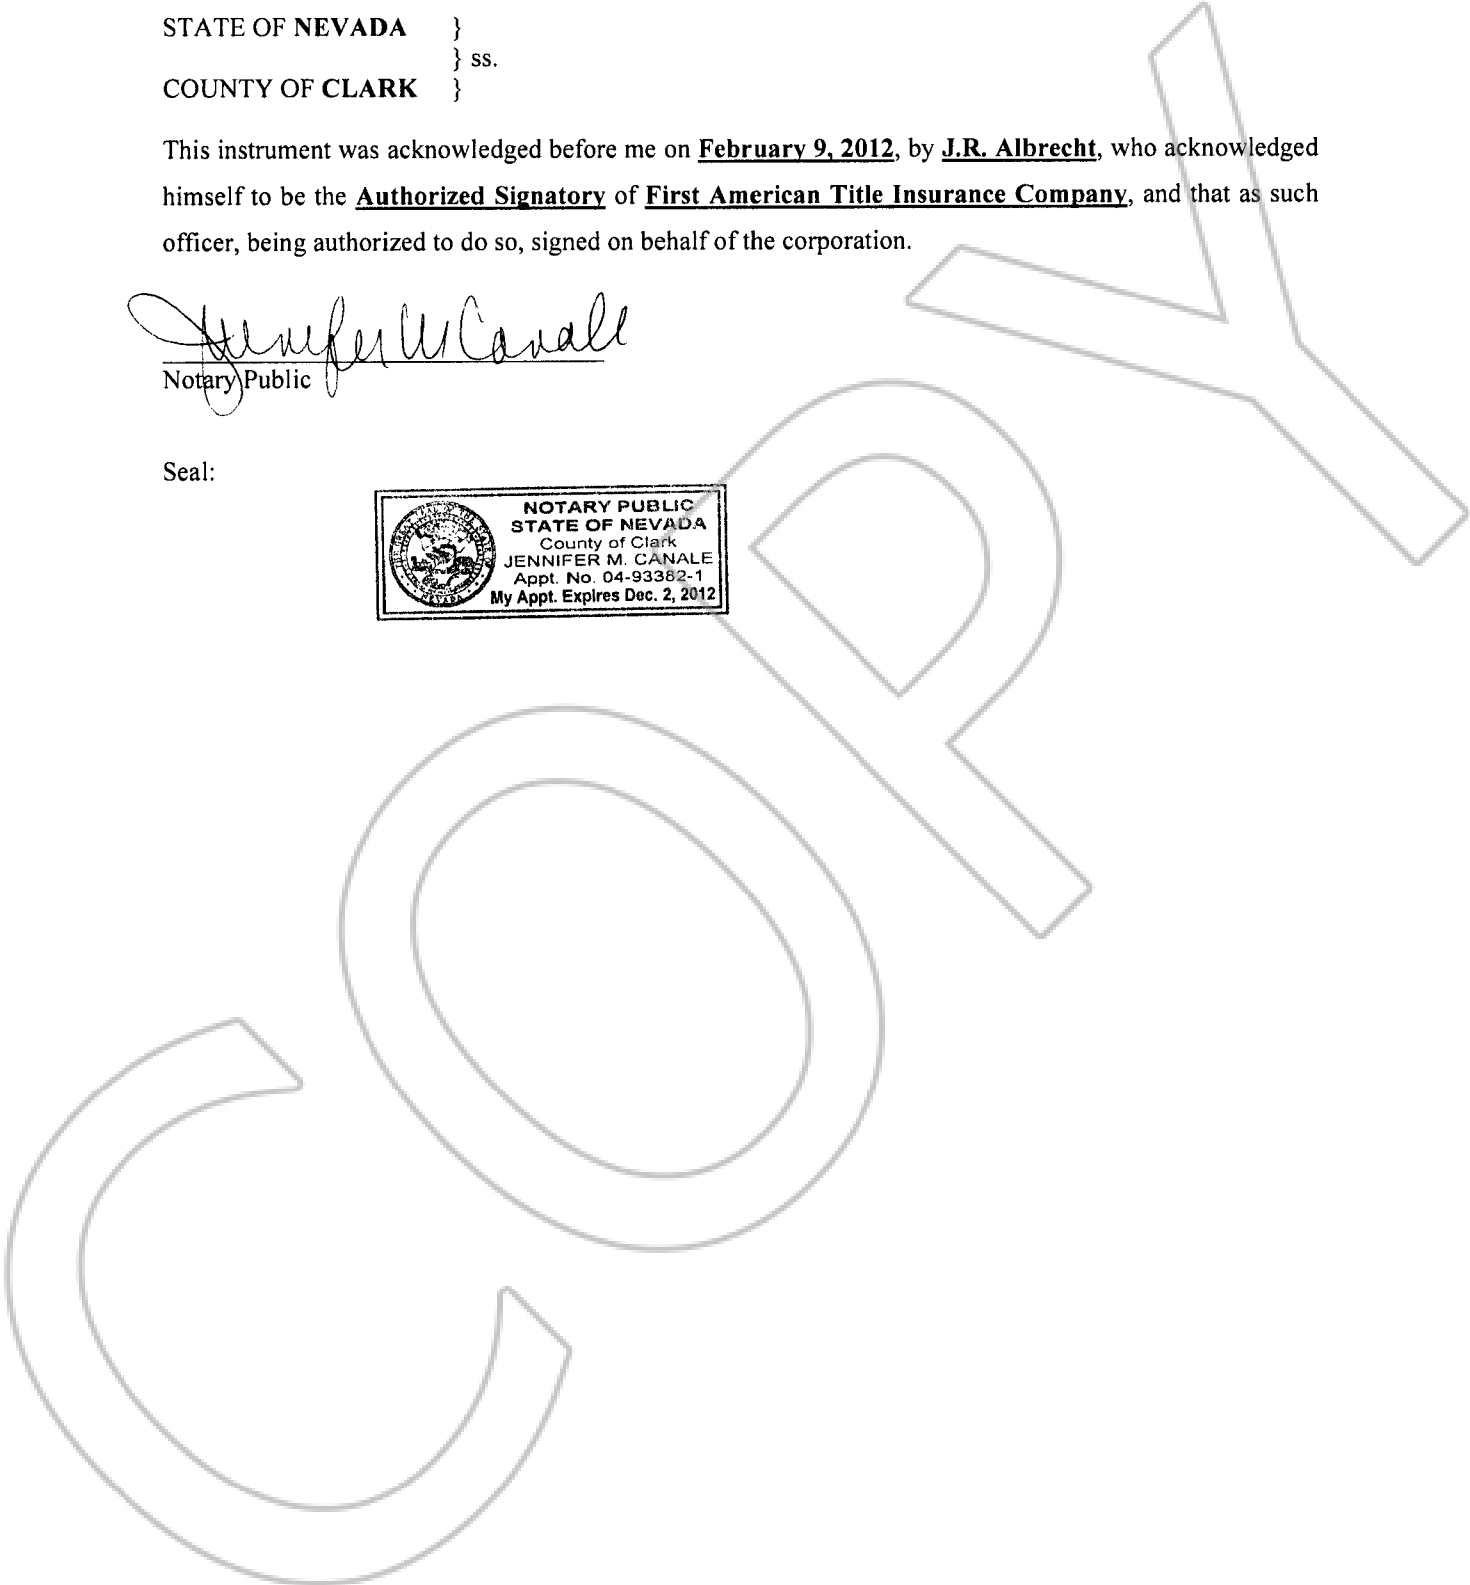 STATE OF NEVADA }
} ss.
COUNTY OF CLARK }
This instrument was acknowledged before me on February 9, 2012, by J.R. Albrecht, who acknowledged
himself to be the Authorized Signatory of First American Title Insurance Company, and that as such
officer, being authorized to do so, signed on behalf of the corporation.
Jennifer M Canale
Notary Public
Seal:
NOTARY PUBLIC
STATE OF NEVADA
County of Clark
JENNIFER M. CANALE
Appt. No. 04-93382-1
My Appt. Expires Dec. 2, 2012
NEVADA
COPY